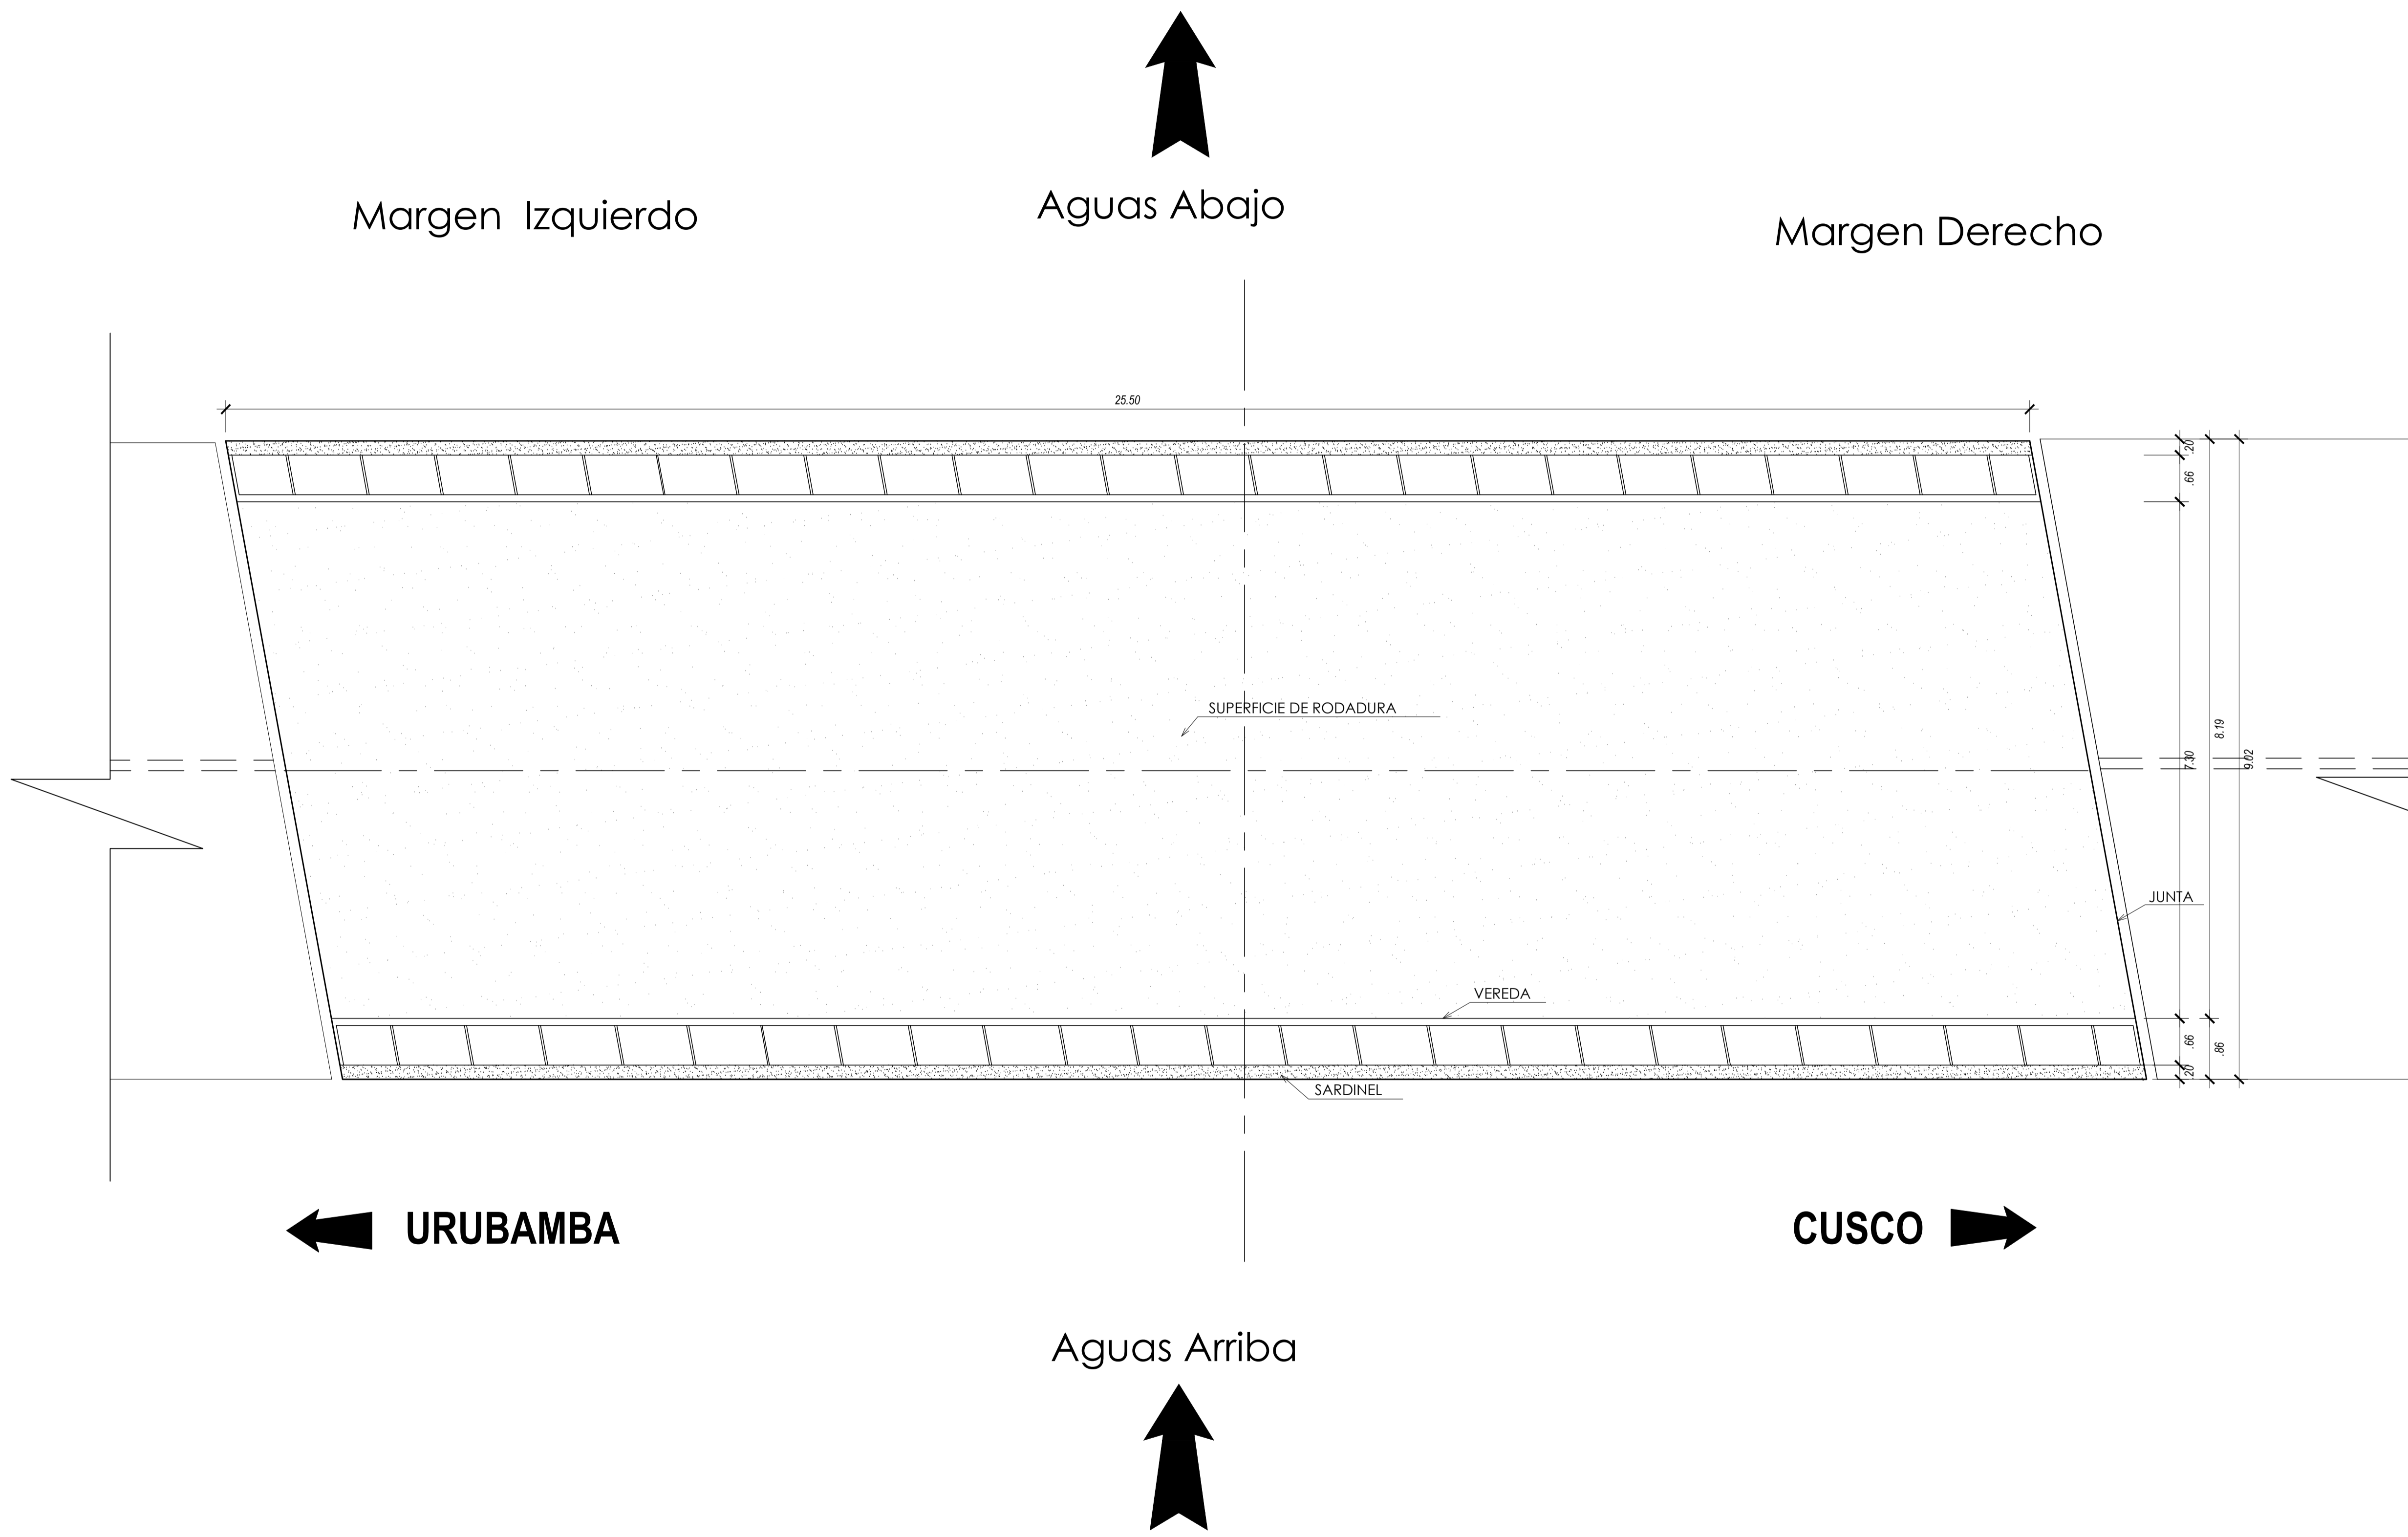 Aguas Abajo
Margen Izquierdo
Margen Derecho
25.50
.20
.66
SUPERFICIE DE RODADURA
8.19
7.30
9.02
JUNTA
VEREDA
.66
.86
.20
SARDINEL
URUBAMBA
CUSCO
Aguas Arriba